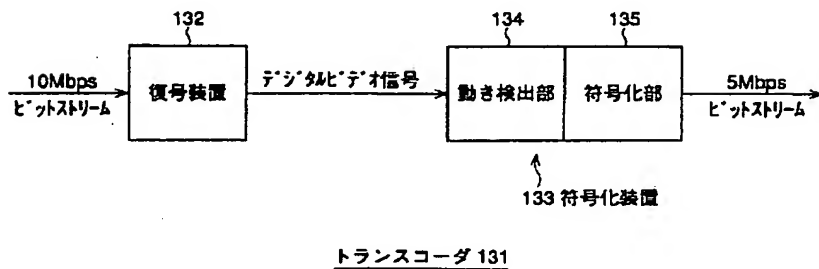 132
134
135
10Mbps
ビットストリーム
復号装置
デジタルビデオ信号
動き検出部
符号化部
5Mbps
ビットストリーム
133 符号化装置
トランスコーダ 131